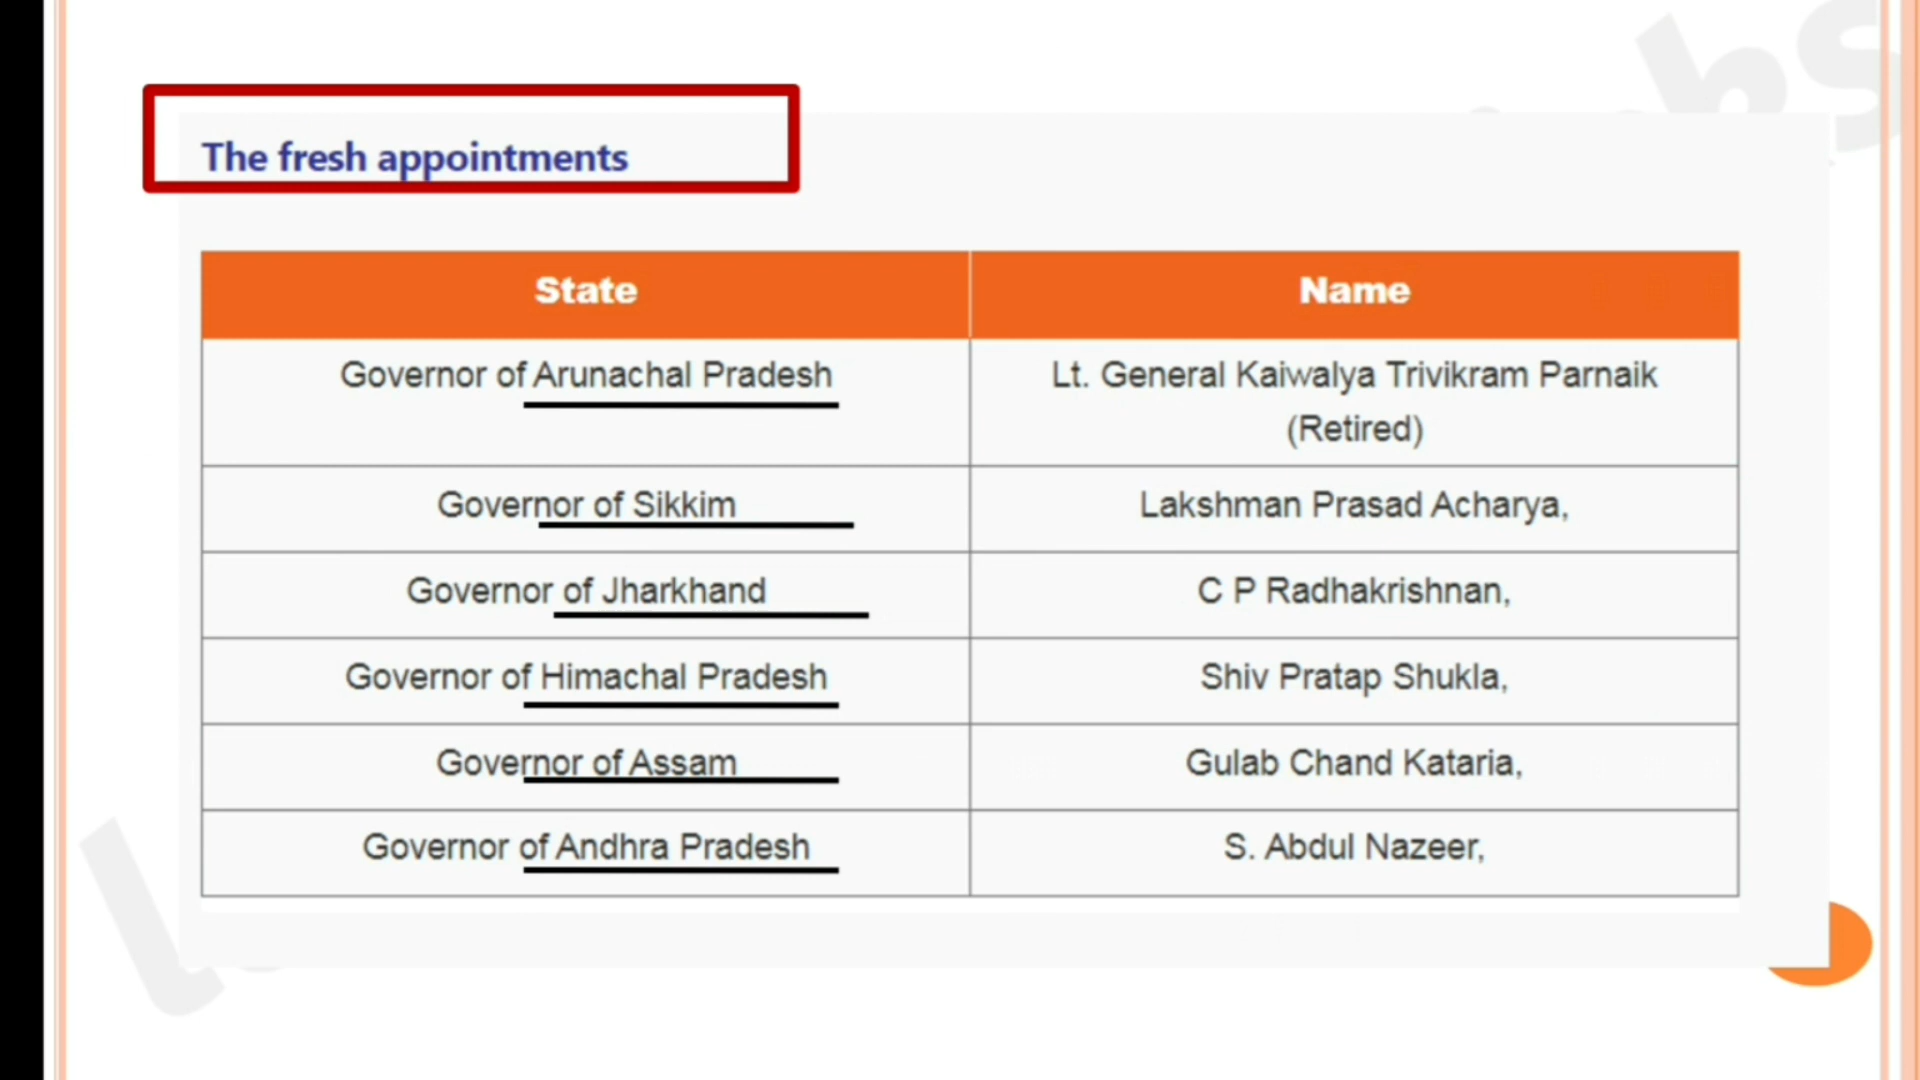 The fresh appointments
State Name
Governor of Arunachal Pradesh Lt. General Kaiwalya Trivikram Parnaik
(Retired)
Governor of Sikkim Lakshman Prasad Acharya,
Governor of Jharkhand C P Radhakrishnan,
Governor of Himachal Pradesh Shiv Pratap Shukla,
Governor of Assam Gulab Chand Kataria,
Governor of Andhra Pradesh S. Abdul Nazeer,